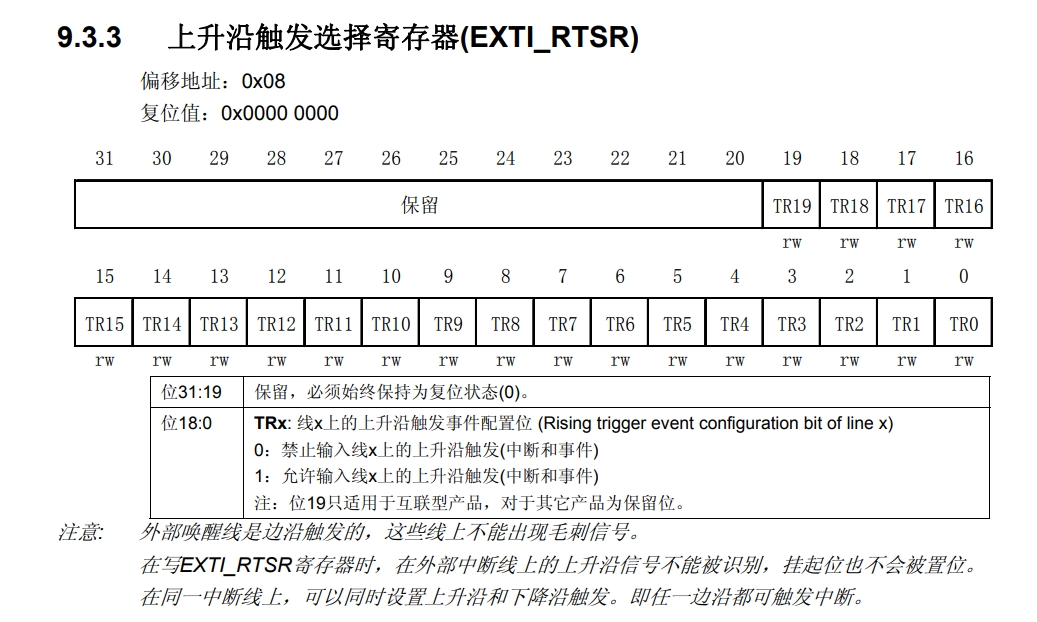 9.3.3 上升沿触发选择寄存器(EXTI_RTSR)
偏移地址：0x08
复位值：0x0000 0000
31 30 29 28 27 26 25 24 23 22 21 20 19 18 17 16
保留 TR19 TR18 TR17 TR16
rw rw rw rw
15 14 13 12 11 10 9 8 7 6 5 4 3 2 1 0
TR15 TR14 TR13 TR12 TR11 TR10 TR9 TR8 TR7 TR6 TR5 TR4 TR3 TR2 TR1 TR0
rw rw rw rw rw rw rw rw rw rw rw rw rw rw rw rw
位31:19 保留，必须始终保持为复位状态(0)。
位18:0 TRx: 线x上的上升沿触发事件配置位 (Rising trigger event configuration bit of line x)
0：禁止输入线x上的上升沿触发(中断和事件)
1：允许输入线x上的上升沿触发(中断和事件)
注：位19只适用于互联型产品，对于其它产品为保留位。
注意: 外部唤醒线是边沿触发的，这些线上不能出现毛刺信号。
在写EXTI_RTSR寄存器时，在外部中断线上的上升沿信号不能被识别，挂起位也不会被置位。
在同一中断线上，可以同时设置上升沿和下降沿触发。即任一边沿都可触发中断。